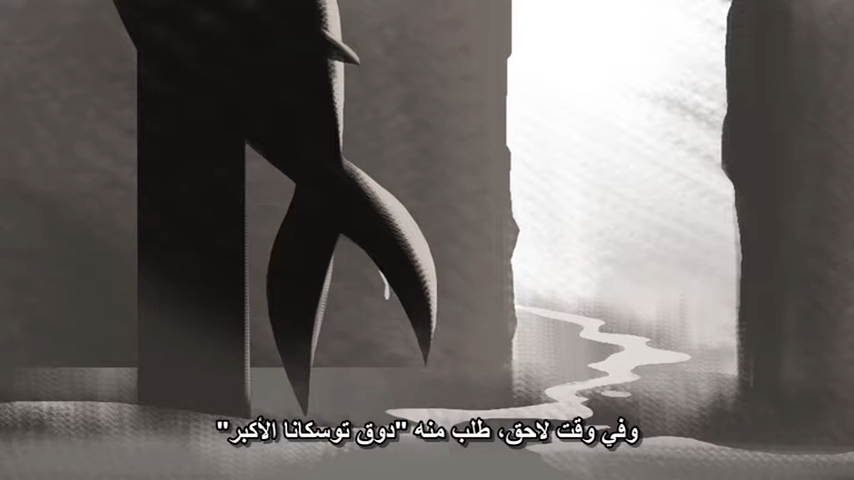 وفي وقت لاحق، طلب منه "دوق توسكانا الأكبر"